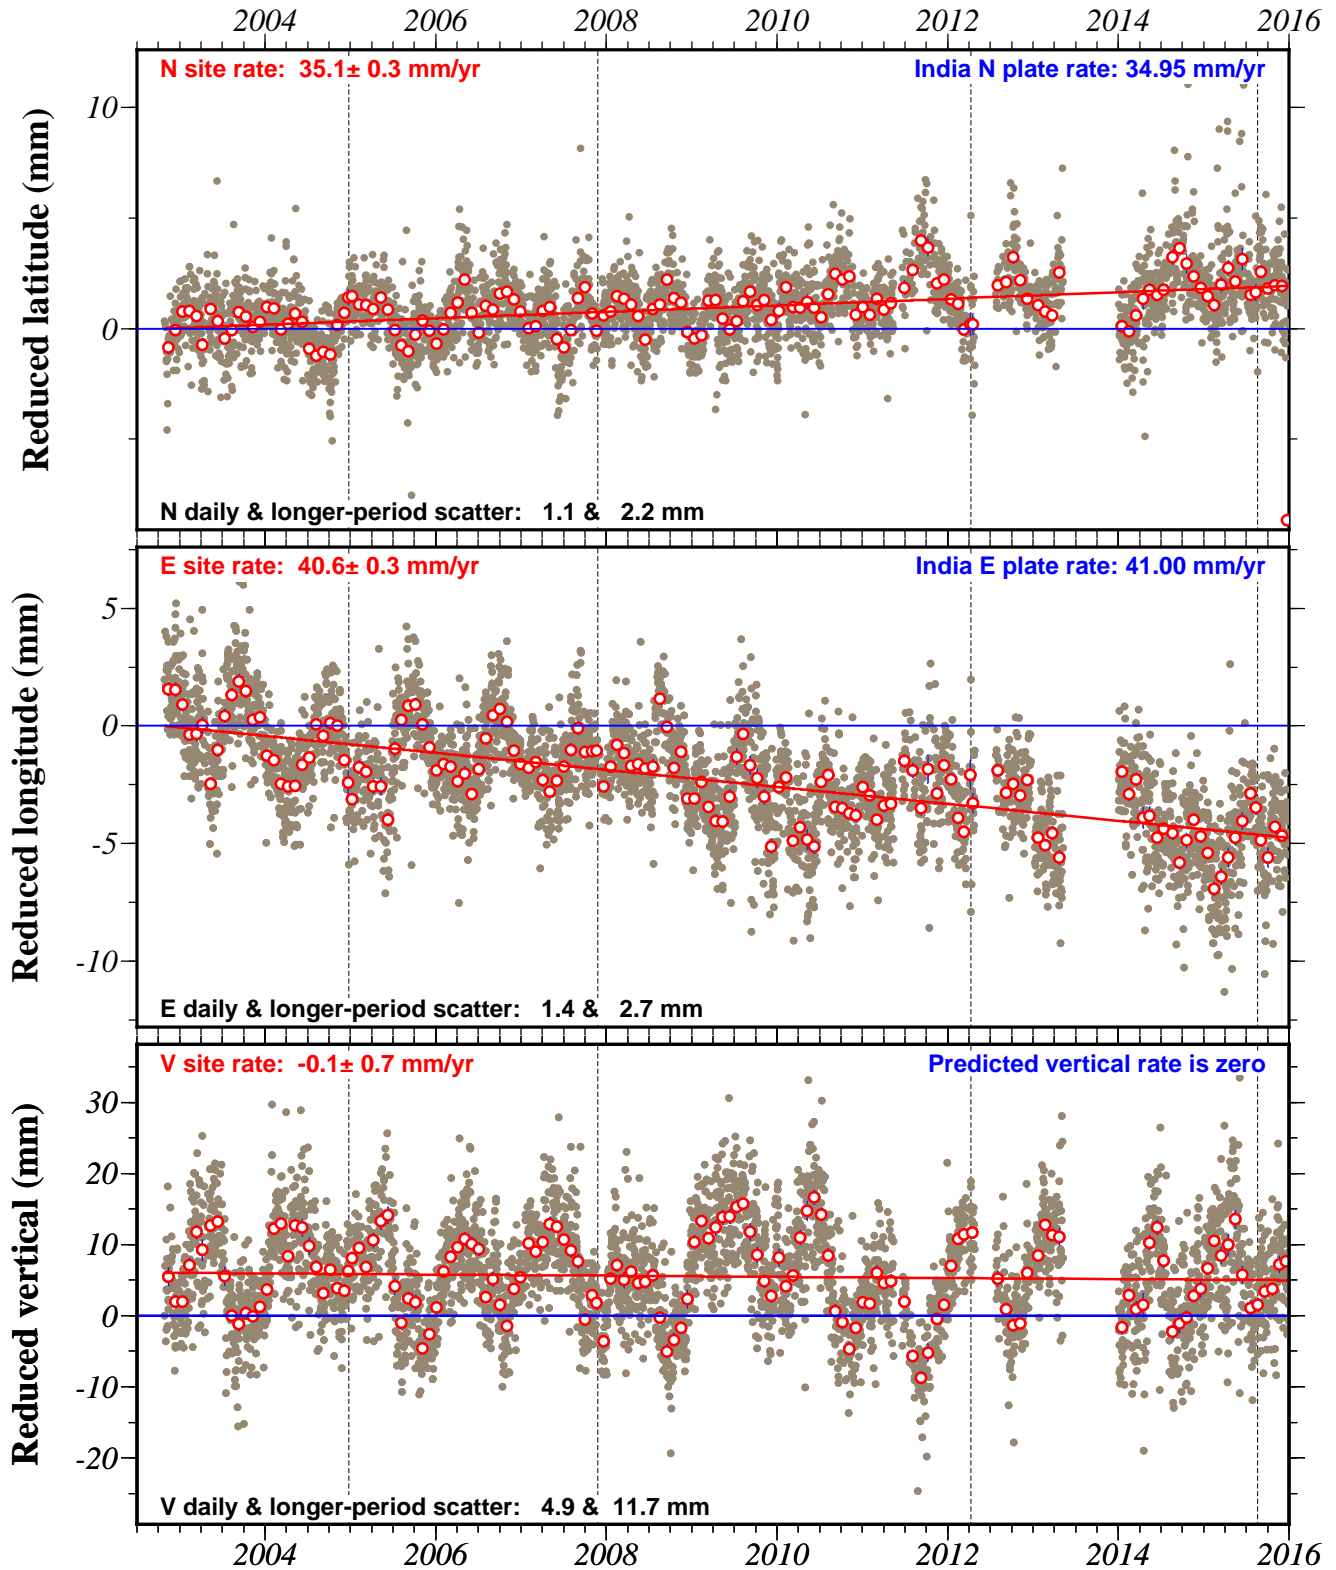 2004 2006 2008 2010 2012 2014 2016
N site rate: 35.1± 0.3 mm/yr
India N plate rate: 34.95 mm/yr
10
0
Reduced latitude (mm)
N daily & longer-period scatter: 1.1 & 2.2 mm
E site rate: 40.6± 0.3 mm/yr
India E plate rate: 41.00 mm/yr
5
0
-5
-10
Reduced longitude (mm)
E daily & longer-period scatter: 1.4 & 2.7 mm
V site rate: -0.1± 0.7 mm/yr
Predicted vertical rate is zero
30
20
10
0
-10
-20
Reduced vertical (mm)
V daily & longer-period scatter: 4.9 & 11.7 mm
2004 2006 2008 2010 2012 2014 2016